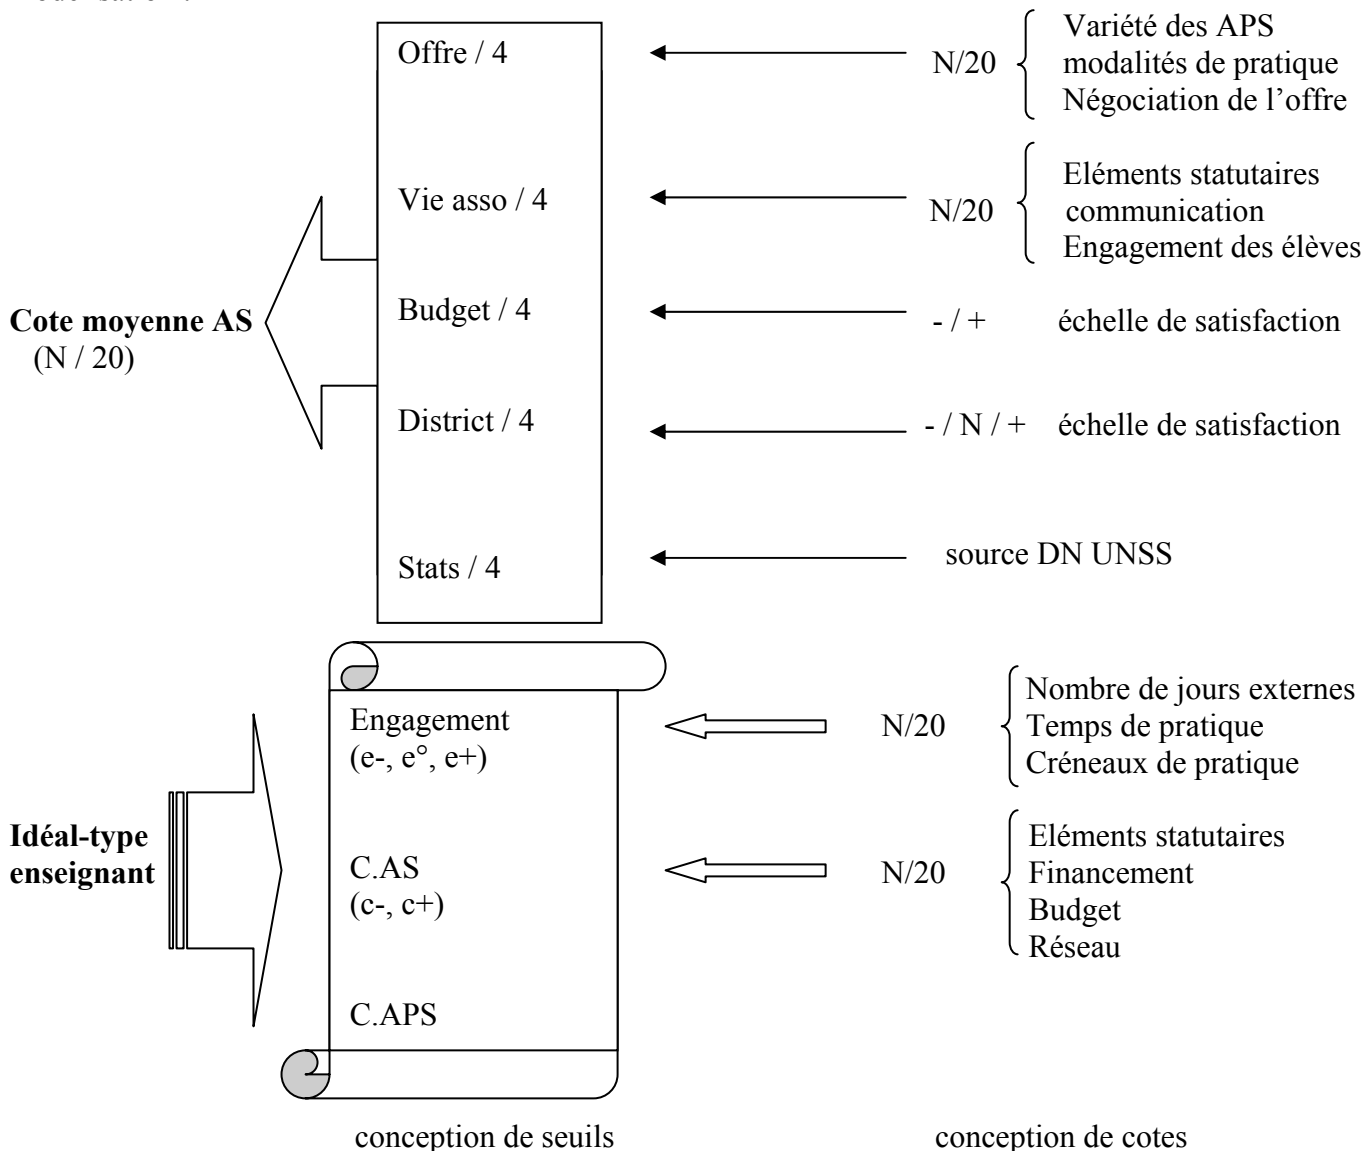 Offre / 4
N/20
Variété des APS
modalités de pratique
Négociation de l’offre
Vie asso / 4
N/20
Eléments statutaires
communication
Engagement des élèves
Cote moyenne AS
(N / 20)
Budget / 4
- / + échelle de satisfaction
District / 4
- / N / + échelle de satisfaction
Stats / 4
source DN UNSS
Engagement
(e-, e°, e+)
N/20
Nombre de jours externes
Temps de pratique
Créneaux de pratique
Idéal-type
enseignant
C.AS
(c-, c+)
N/20
Eléments statutaires
Financement
Budget
Réseau
C.APS
conception de seuils
conception de cotes